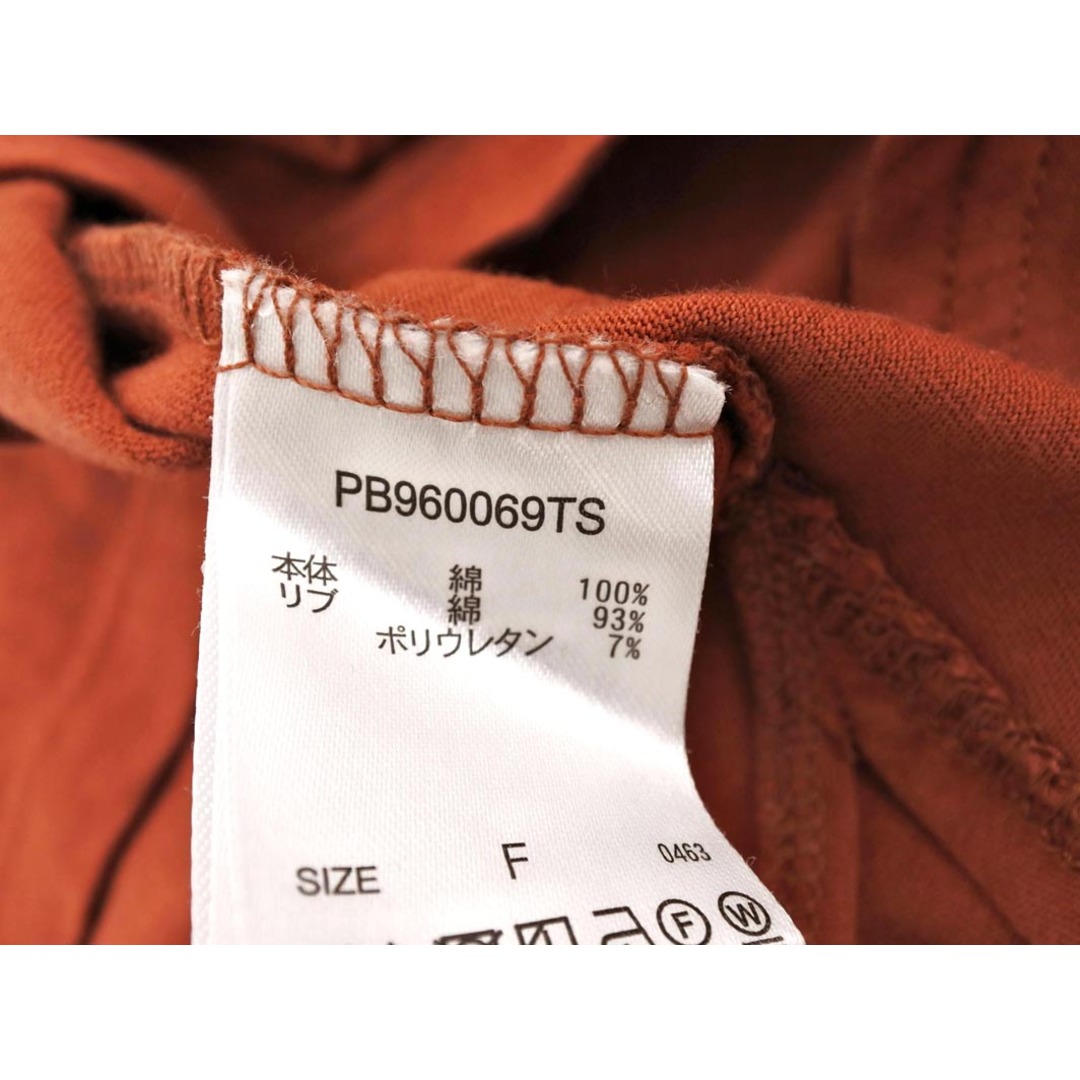 PB960069TS
本体 綿 100%
リブ 綿 93%
ポリウレタン 7%
SIZE F 0463
F W